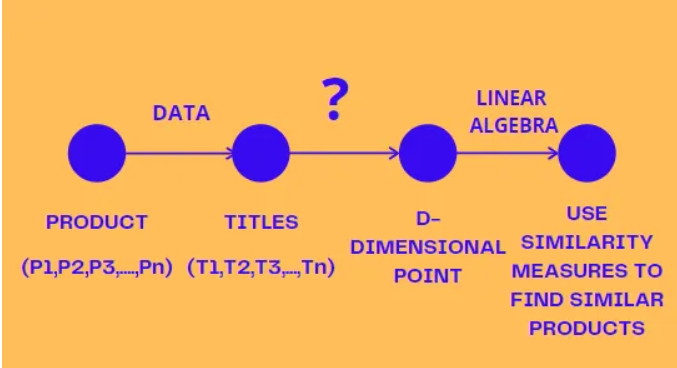 ?
DATA
LINEAR
ALGEBRA
PRODUCT
(P1,P2,P3,....,Pn)
TITLES
(T1,T2,T3,...,Tn)
D-
DIMENSIONAL
POINT
USE
SIMILARITY
MEASURES TO
FIND SIMILAR
PRODUCTS